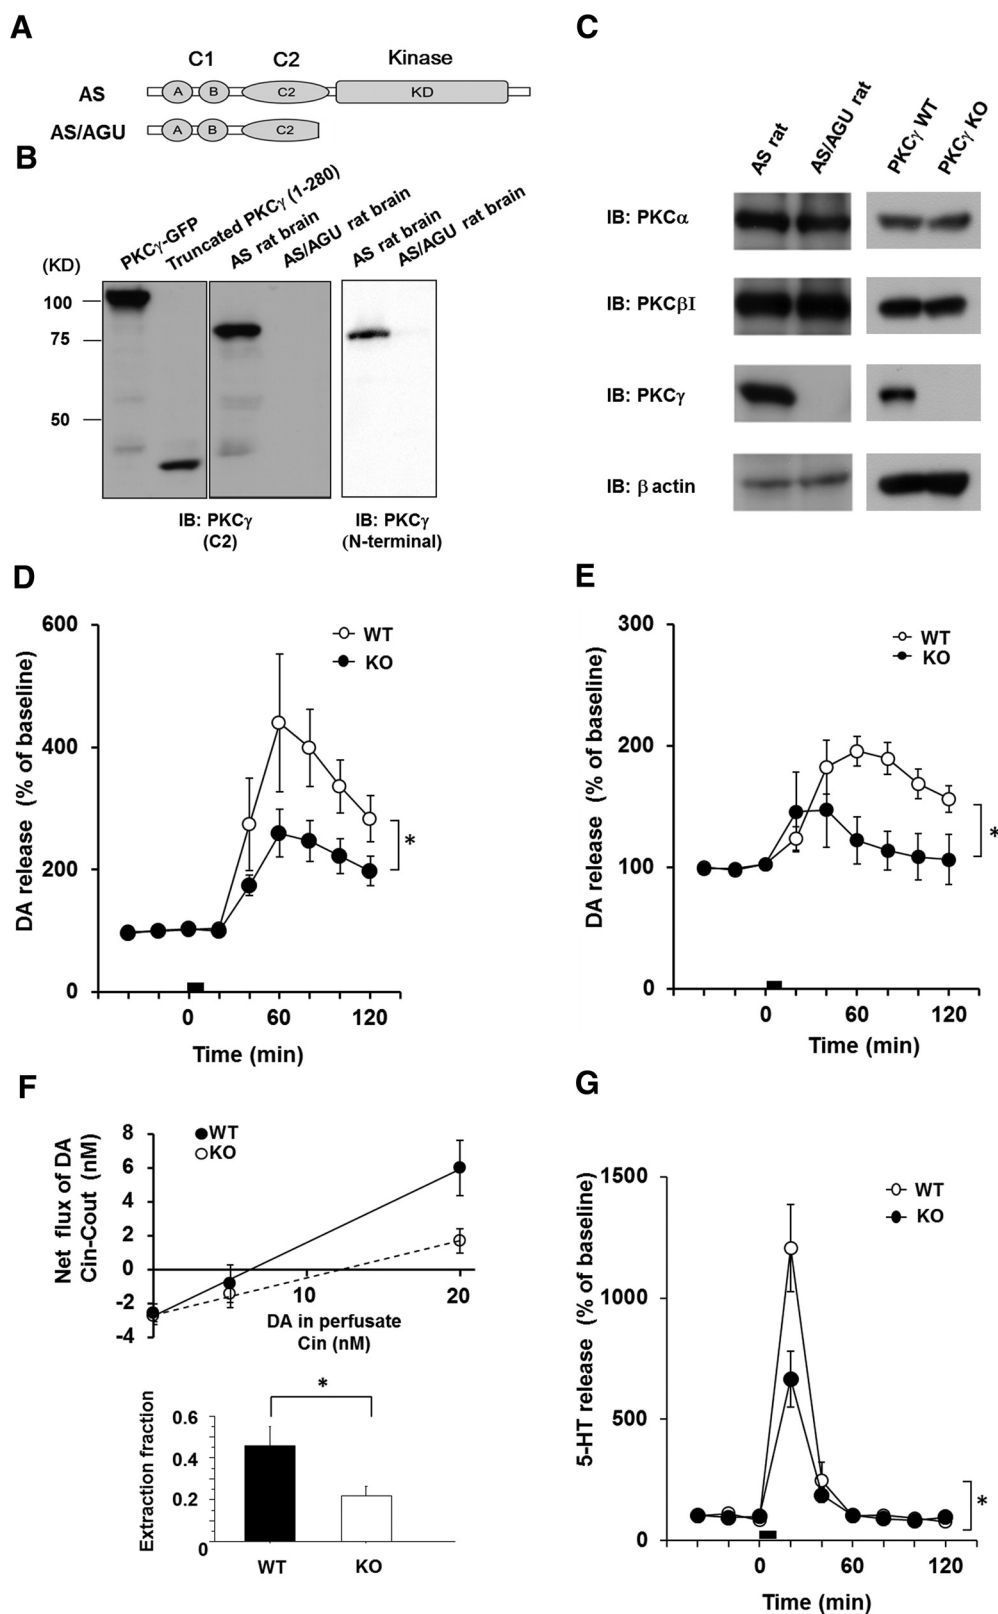 A
C1 C2 Kinase
AS A B C2 KD
AS/AGU A B C2
B
PKCγ-GFP
Truncated PKCγ (1-280)
AS rat brain
AS/AGU rat brain
AS rat brain
AS/AGU rat brain
(KD)
100
75
50
IB: PKCγ
(C2)
IB: PKCγ
(N-terminal)
C
AS rat
AS/AGU rat
PKCγ WT
PKCγ KO
IB: PKCα
IB: PKCβI
IB: PKCγ
IB: β actin
D
DA release (% of baseline)
600
400
200
0
WT
KO
*
0 60 120
Time (min)
E
DA release (% of baseline)
300
200
100
0
WT
KO
*
0 60 120
Time (min)
F
Net flux of DA
Cin-Cout (nM)
8
6
4
2
0
-2
-4
WT
KO
10 20
DA in perfusate
Cin (nM)
Extraction fraction
0.6
0.4
0.2
0
*
WT KO
G
5-HT release (% of baseline)
1500
1000
500
0
WT
KO
*
0 60 120
Time (min)